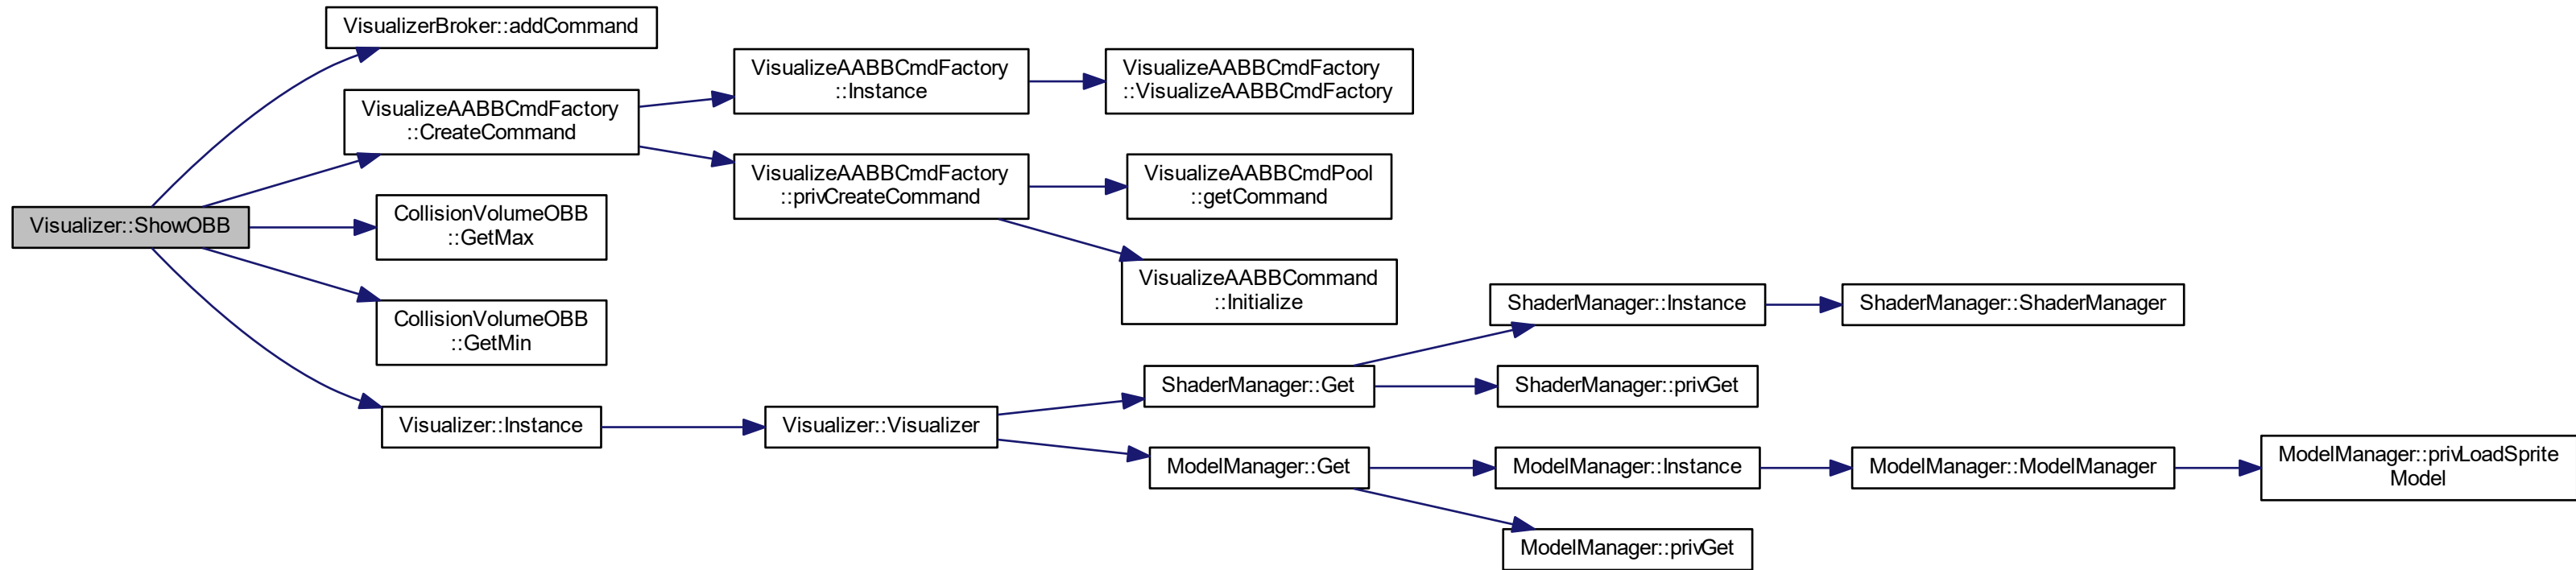 VisualizerBroker::addCommand
VisualizeAABBCmdFactory
::Instance
VisualizeAABBCmdFactory
::VisualizeAABBCmdFactory
VisualizeAABBCmdFactory
::CreateCommand
VisualizeAABBCmdFactory
::privCreateCommand
VisualizeAABBCmdPool
::getCommand
Visualizer::ShowOBB
CollisionVolumeOBB
::GetMax
VisualizeAABBCommand
::Initialize
CollisionVolumeOBB
::GetMin
ShaderManager::Instance
ShaderManager::ShaderManager
ShaderManager::Get
ShaderManager::privGet
Visualizer::Instance
Visualizer::Visualizer
ModelManager::Get
ModelManager::Instance
ModelManager::ModelManager
ModelManager::privLoadSprite
Model
ModelManager::privGet